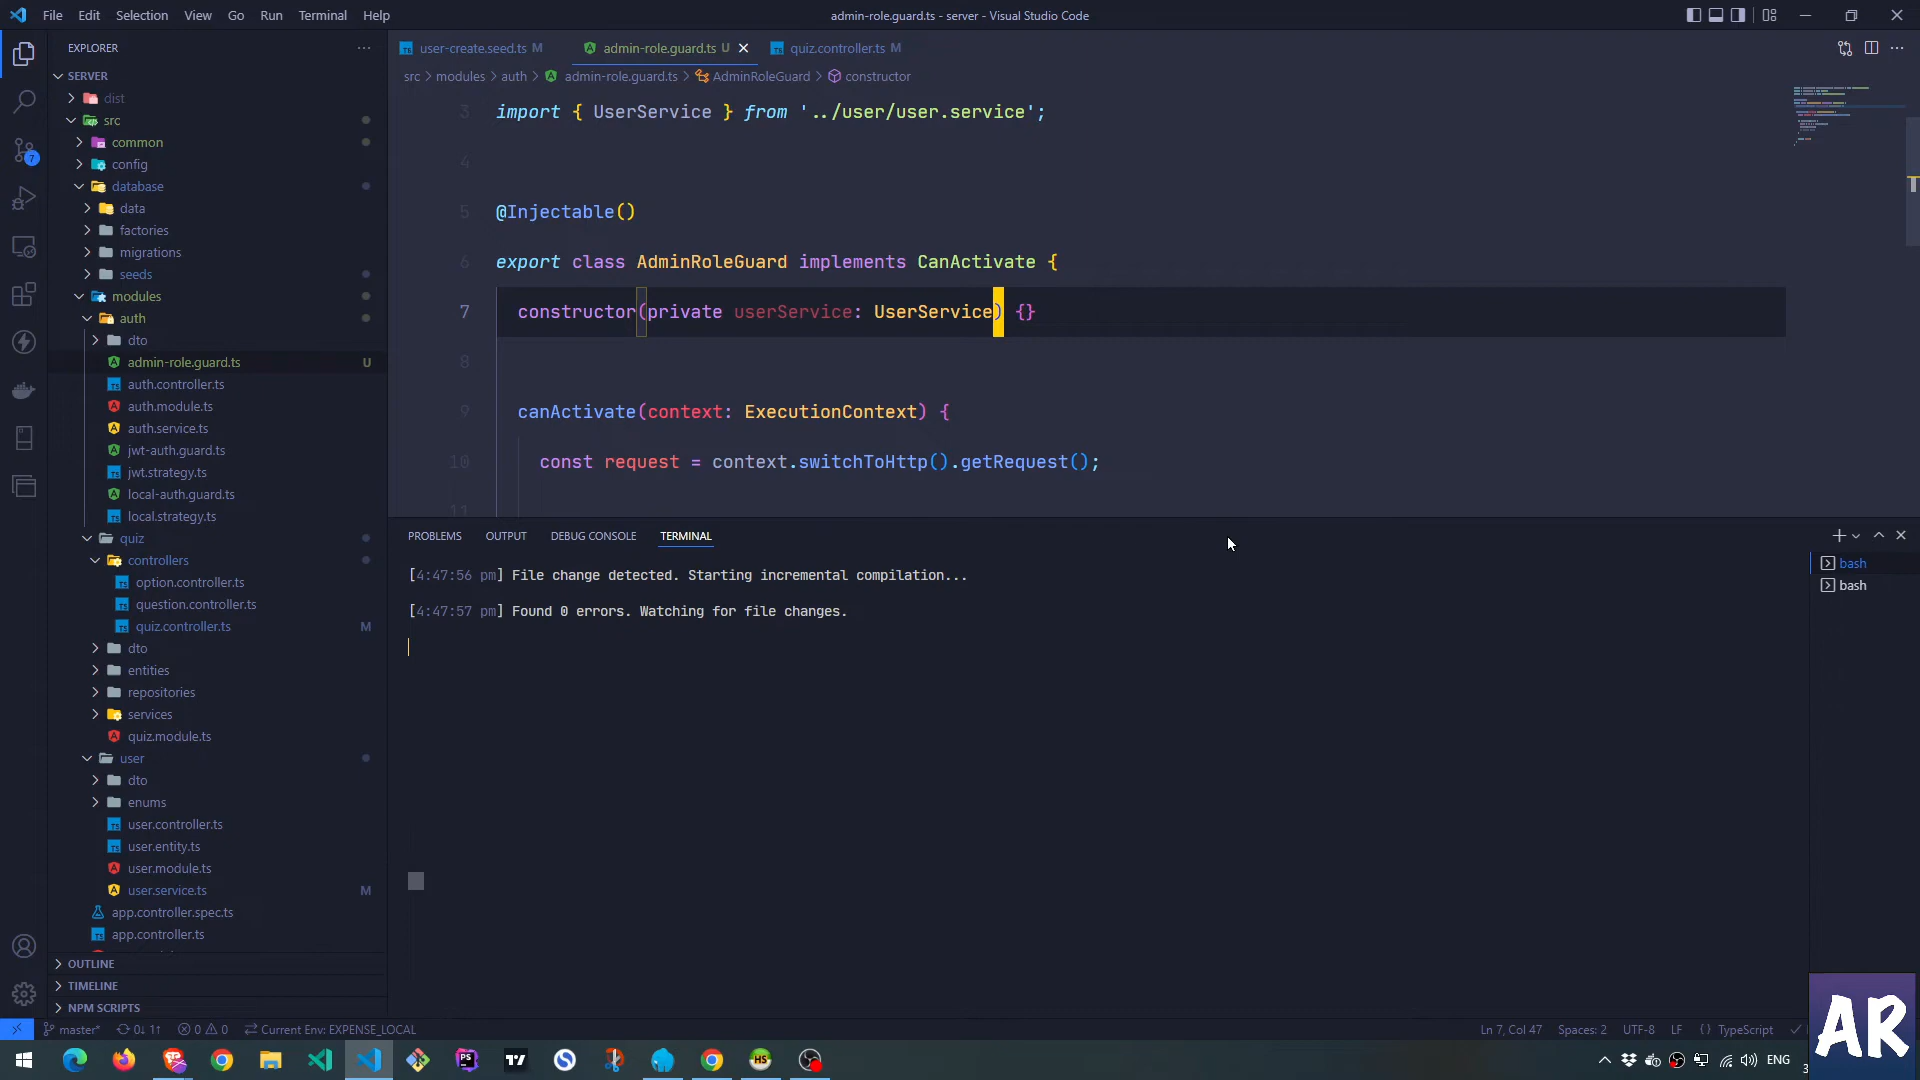 File Edit Selection View Go Run Terminal Help
admin-role.guard.ts - server - Visual Studio Code
EXPLORER
SERVER
dist
src
common
config
database
data
factories
migrations
seeds
modules
auth
dto
admin-role.guard.ts U
auth.controller.ts
auth.module.ts
auth.service.ts
jwt-auth.guard.ts
jwt.strategy.ts
local-auth.guard.ts
local.strategy.ts
quiz
controllers
option.controller.ts
question.controller.ts
quiz.controller.ts M
dto
entities
repositories
services
quiz.module.ts
user
dto
enums
user.controller.ts
user.entity.ts
user.module.ts
user.service.ts M
app.controller.spec.ts
app.controller.ts
OUTLINE
TIMELINE
NPM SCRIPTS
7
user-create.seed.ts M admin-role.guard.ts U quiz.controller.ts M
src > modules > auth > admin-role.guard.ts > AdminRoleGuard > constructor
3 import { UserService } from '../user/user.service';
4
5 @Injectable()
6 export class AdminRoleGuard implements CanActivate {
7 constructor(private userService: UserService) {}
8
9 canActivate(context: ExecutionContext) {
10 const request = context.switchToHttp().getRequest();
11
PROBLEMS OUTPUT DEBUG CONSOLE TERMINAL
[4:47:56 pm] File change detected. Starting incremental compilation...
[4:47:57 pm] Found 0 errors. Watching for file changes.
bash
bash
master* 0↓ 1↑ 0 0 Current Env: EXPENSE_LOCAL
Ln 7, Col 47 Spaces: 2 UTF-8 LF { } TypeScript
PS
HS
ENG
AR